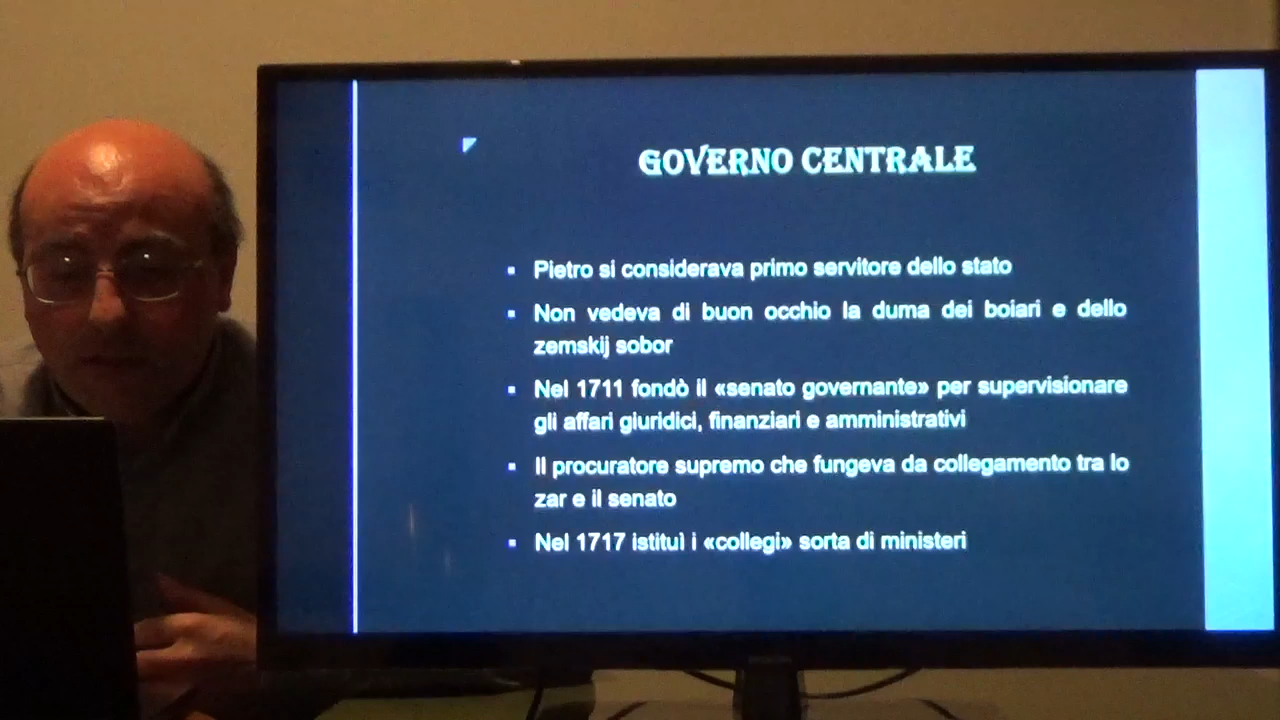 GOVERNO CENTRALE
▪ Pietro si considerava primo servitore dello stato
▪ Non vedeva di buon occhio la duma dei boiari e dello
zemskij sobor
▪ Nel 1711 fondò il «senato governante» per supervisionare
gli affari giuridici, finanziari e amministrativi
▪ Il procuratore supremo che fungeva da collegamento tra lo
zar e il senato
▪ Nel 1717 istituì i «collegi» sorta di ministeri